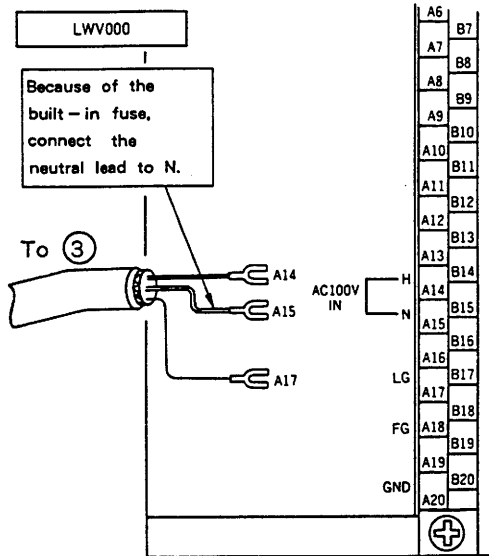 LWV000
Because of the
built-in fuse,
connect the
neutral lead to N.
To ③
A14
A15
A17
AC100V
IN
H
N
LG
FG
GND
A6
A7
A8
A9
A10
A11
A12
A13
A14
A15
A16
A17
A18
A19
A20
B7
B8
B9
B10
B11
B12
B13
B14
B15
B16
B17
B18
B19
B20